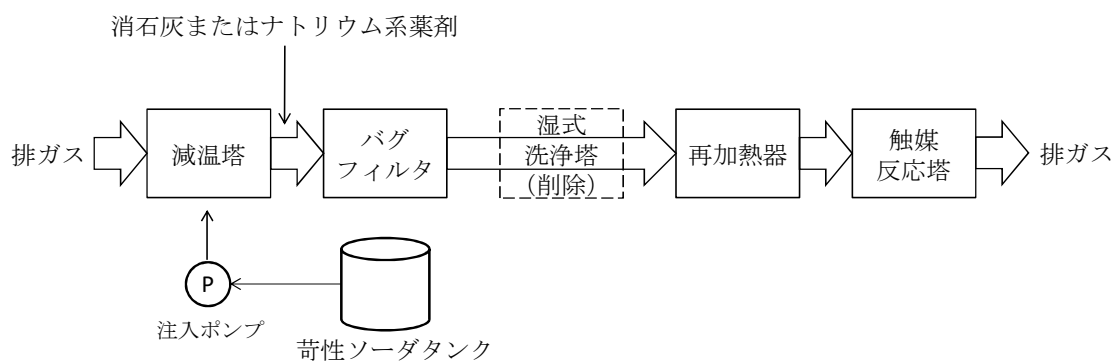 消石灰またはナトリウム系薬剤
排ガス
減温塔
バグ
フィルタ
湿式
洗浄塔
(削除)
再加熱器
触媒
反応塔
排ガス
P
注入ポンプ
苛性ソーダタンク